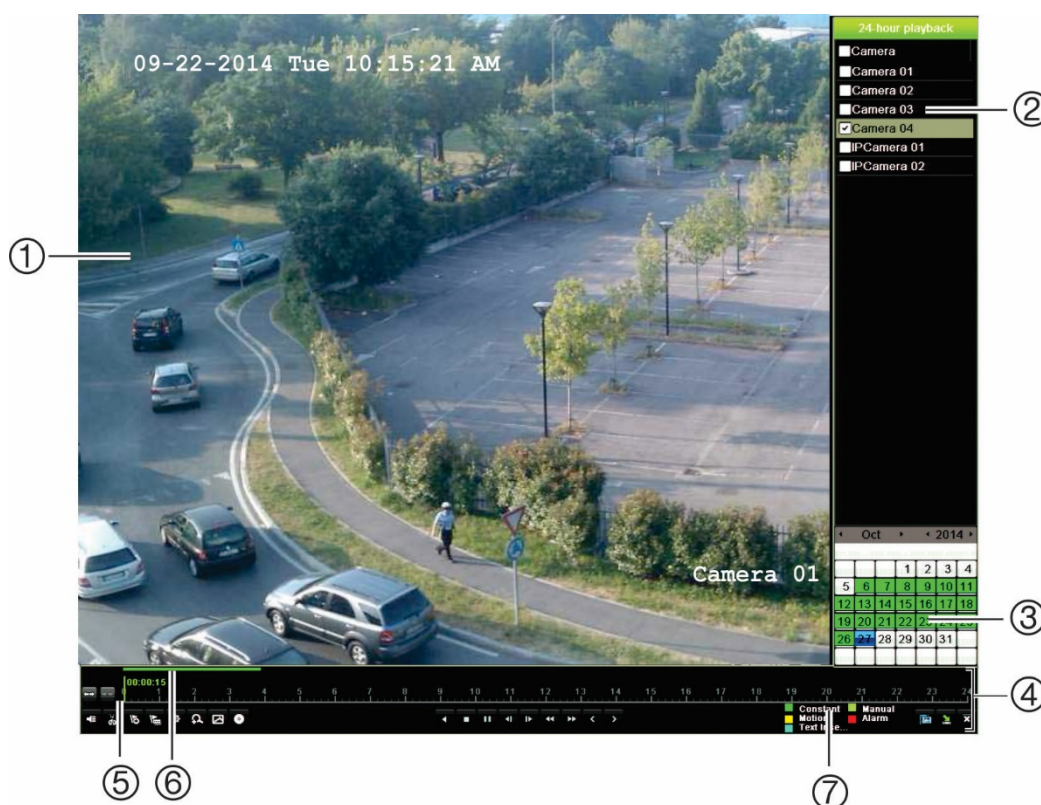 09-22-2014 Tue 10:15:21 AM
Camera 01
24-hour playback
Camera
Camera 01
Camera 02
Camera 03
Camera 04
IPCamera 01
IPCamera 02
Oct 2014
1 2 3 4
5 6 7 8 9 10 11
12 13 14 15 16 17 18
19 20 21 22 23 24 25
26 27 28 29 30 31
00:00:15
0 1 2 3 4 5 6 7 8 9 10 11 12 13 14 15 16 17 18 19 20 21 22 23 24
Constant Manual
Motion Alarm
Text Inse...
①
②
③
④
⑤ ⑥ ⑦